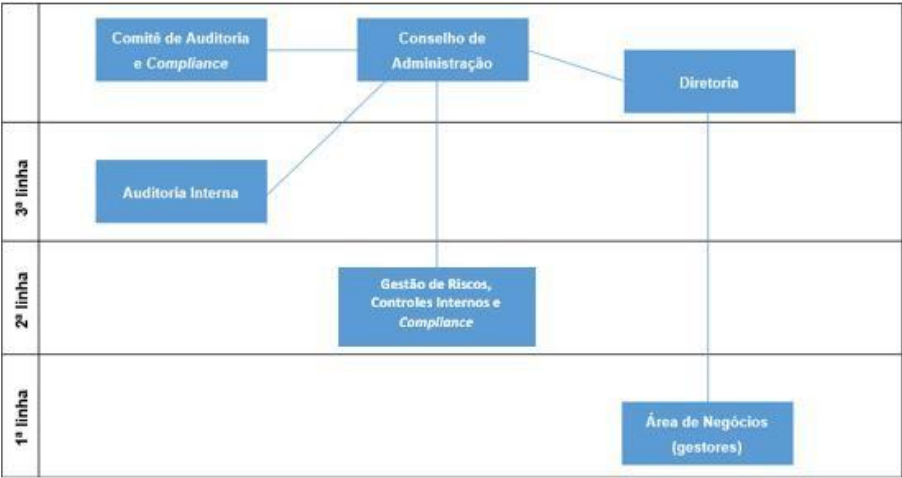 Comitê de Auditoria
e Compliance
Conselho de
Administração
Diretoria
3ª linha
Auditoria Interna
2ª linha
Gestão de Riscos,
Controles Internos e
Compliance
1ª linha
Área de Negócios
(gestores)